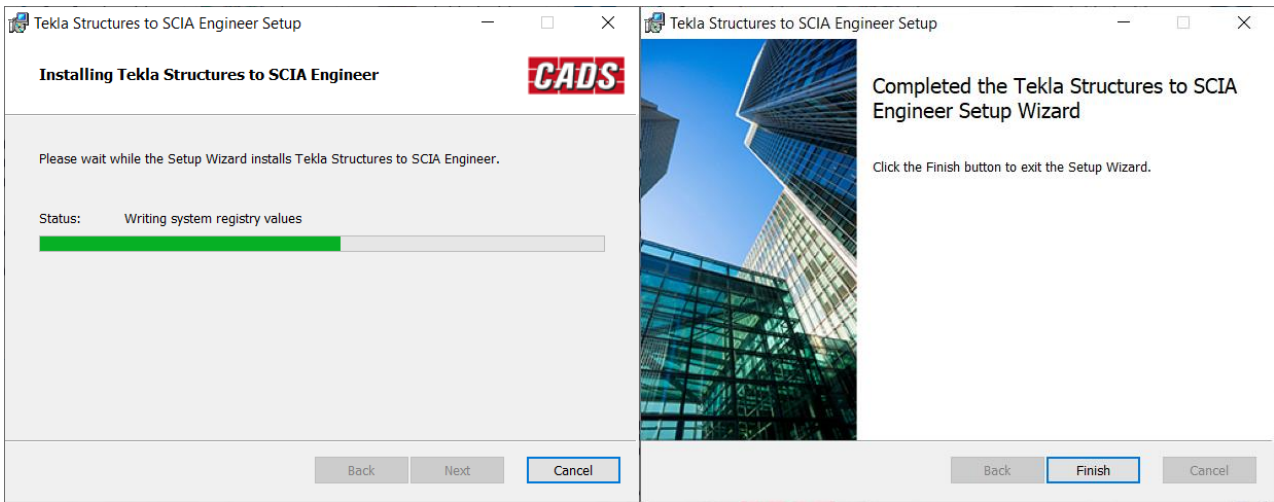 Tekla Structures to SCIA Engineer Setup
Installing Tekla Structures to SCIA Engineer
CADS
Please wait while the Setup Wizard installs Tekla Structures to SCIA Engineer.
Status: Writing system registry values
Back Next Cancel
Tekla Structures to SCIA Engineer Setup
Completed the Tekla Structures to SCIA
Engineer Setup Wizard
Click the Finish button to exit the Setup Wizard.
Back Finish Cancel